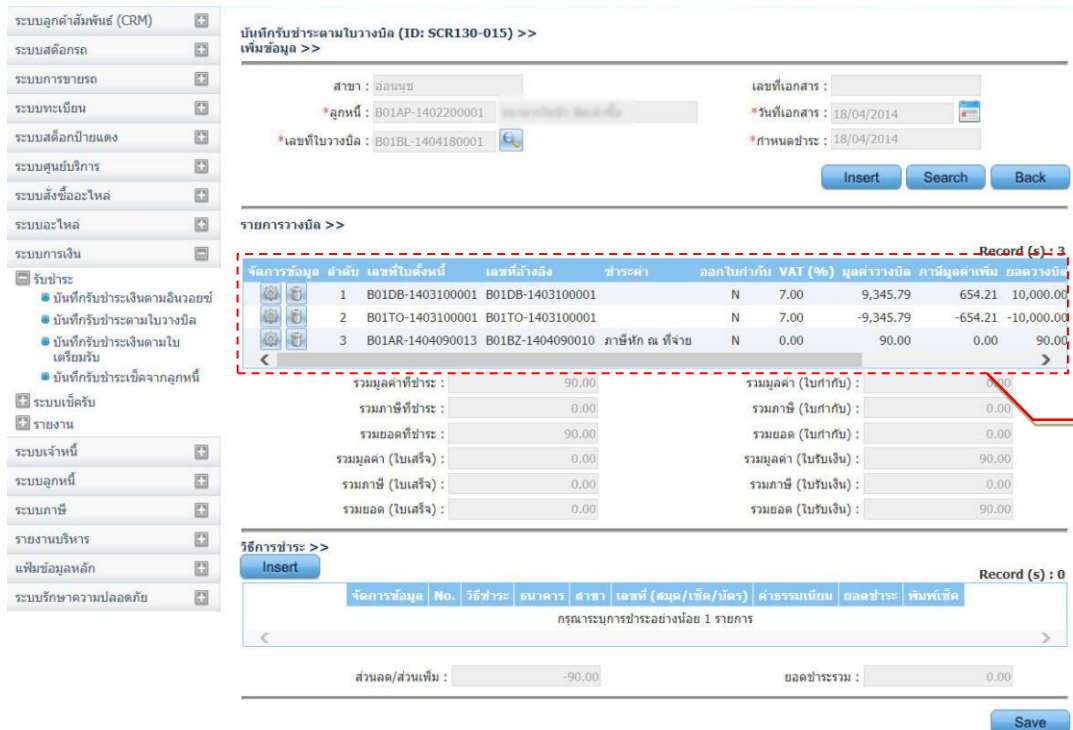 ระบบลูกค้าสัมพันธ์ (CRM)
ระบบสต๊อกรถ
ระบบการขายรถ
ระบบทะเบียน
ระบบสต็อกป้ายแดง
ระบบศูนย์บริการ
ระบบสั่งซื้ออะไหล่
ระบบอะไหล่
ระบบการเงิน
รับชำระ
บันทึกรับชำระเงินตามอินวอยซ์
บันทึกรับชำระตามใบวางบิล
บันทึกรับชำระเงินตามใบ
เตรียมรับ
บันทึกรับชำระเช็คจากลูกหนี้
ระบบเช็ครับ
รายงาน
ระบบเจ้าหนี้
ระบบลูกหนี้
ระบบภาษี
รายงานบริหาร
แฟ้มข้อมูลหลัก
ระบบรักษาความปลอดภัย
บันทึกรับชำระตามใบวางบิล (ID: SCR130-015) >>
เพิ่มข้อมูล >>
สาขา : อ่อนนุช เลขที่เอกสาร :
*ลูกหนี้ : B01AP-1402200001 *วันที่เอกสาร : 18/04/2014
*เลขที่ใบวางบิล : B01BL-1404180001 *กำหนดชำระ : 18/04/2014
Insert Search Back
รายการวางบิล >>
Record (s) : 3
จัดการข้อมูล ลำดับ เลขที่ใบตั้งหนี้ เลขที่อ้างอิง ชำระค่า ออกใบกำกับ VAT (%) มูลค่าวางบิล ภาษีมูลค่าเพิ่ม ยอดวางบิล
1 B01DB-1403100001 B01DB-1403100001 N 7.00 9,345.79 654.21 10,000.00
2 B01TO-1403100001 B01TO-1403100001 N 7.00 -9,345.79 -654.21 -10,000.00
3 B01AR-1404090013 B01BZ-1404090010 ภาษีหัก ณ ที่จ่าย N 0.00 90.00 0.00 90.00
รวมมูลค่าที่ชำระ : 90.00 รวมมูลค่า (ใบกำกับ) : 0.00
รวมภาษีที่ชำระ : 0.00 รวมภาษี (ใบกำกับ) : 0.00
รวมยอดที่ชำระ : 90.00 รวมยอด (ใบกำกับ) : 0.00
รวมมูลค่า (ใบเสร็จ) : 0.00 รวมมูลค่า (ใบรับเงิน) : 90.00
รวมภาษี (ใบเสร็จ) : 0.00 รวมภาษี (ใบรับเงิน) : 0.00
รวมยอด (ใบเสร็จ) : 0.00 รวมยอด (ใบรับเงิน) : 90.00
วิธีการชำระ >>
Insert
Record (s) : 0
จัดการข้อมูล No. วิธีชำระ ธนาคาร สาขา เลขที่ (สมุด/เช็ค/บัตร) ค่าธรรมเนียม ยอดชำระ พิมพ์เช็ค
กรุณาระบุการชำระอย่างน้อย 1 รายการ
ส่วนลด/ส่วนเพิ่ม : -90.00 ยอดชำระรวม : 0.00
Save